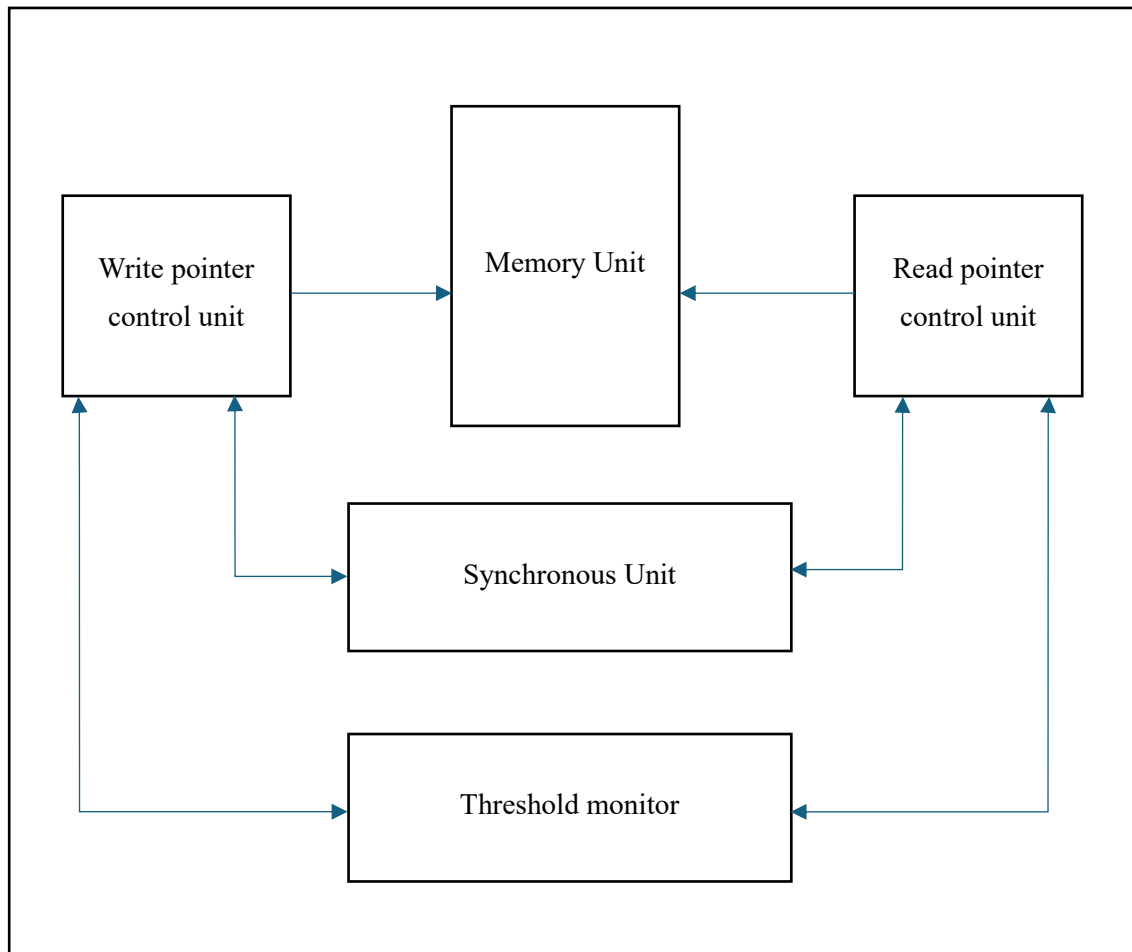 Memory Unit
Write pointer
control unit
Read pointer
control unit
Synchronous Unit
Threshold monitor